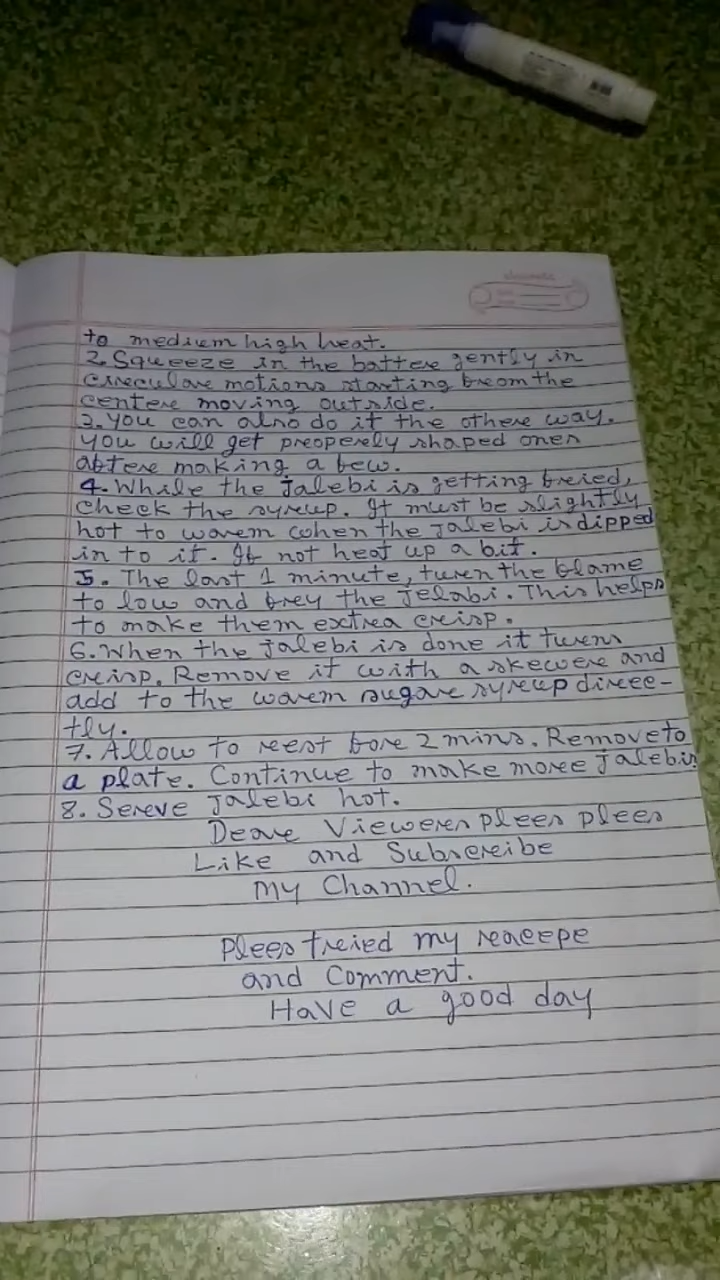 to medium high heat.
2. Squeeze in the batter gently in
circular motions starting from the
center moving outside.
3. You can also do it the other way.
you will get properly shaped ones
after making a few.
4. While the jalebi is getting fried,
check the syrup. It must be slightly
hot to warm when the jalebi is dipped
in to it. If not heat up a bit.
5. The last 1 minute, turn the flame
to low and fry the jelabi. This helps
to make them extra crisp.
6. When the jalebi is done it turns
crisp. Remove it with a skewer and
add to the warm sugar syrup direc-
tly.
7. Allow to rest for 2 mins. Remove to
a plate. Continue to make more jalebis
8. Serve jalebi hot.
Dear Viewers plees plees
Like and Subscribe
My Channel.
Plees tried my reacepe
and Comment.
Have a good day